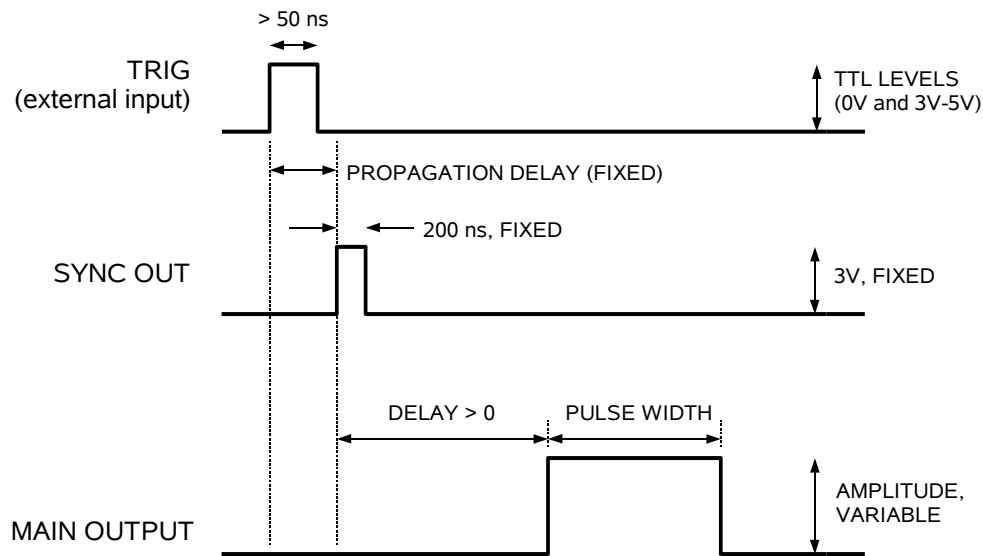 > 50 ns
TRIG
(external input)
TTL LEVELS
(0V and 3V-5V)
PROPAGATION DELAY (FIXED)
200 ns, FIXED
SYNC OUT
3V, FIXED
DELAY > 0
PULSE WIDTH
MAIN OUTPUT
AMPLITUDE,
VARIABLE